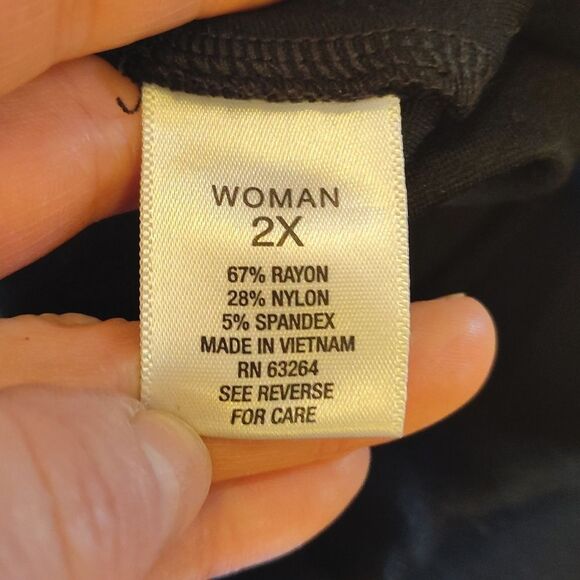 WOMAN
2X
67% RAYON
28% NYLON
5% SPANDEX
MADE IN VIETNAM
RN 63264
SEE REVERSE
FOR CARE